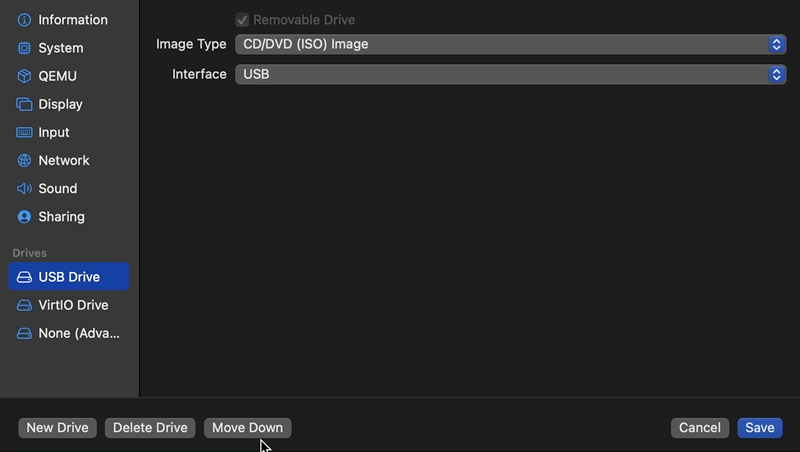 Information
System
QEMU
Display
Input
Network
Sound
Sharing
Drives
USB Drive
VirtIO Drive
None (Adva...
Removable Drive
Image Type CD/DVD (ISO) Image
Interface USB
New Drive Delete Drive Move Down Cancel Save